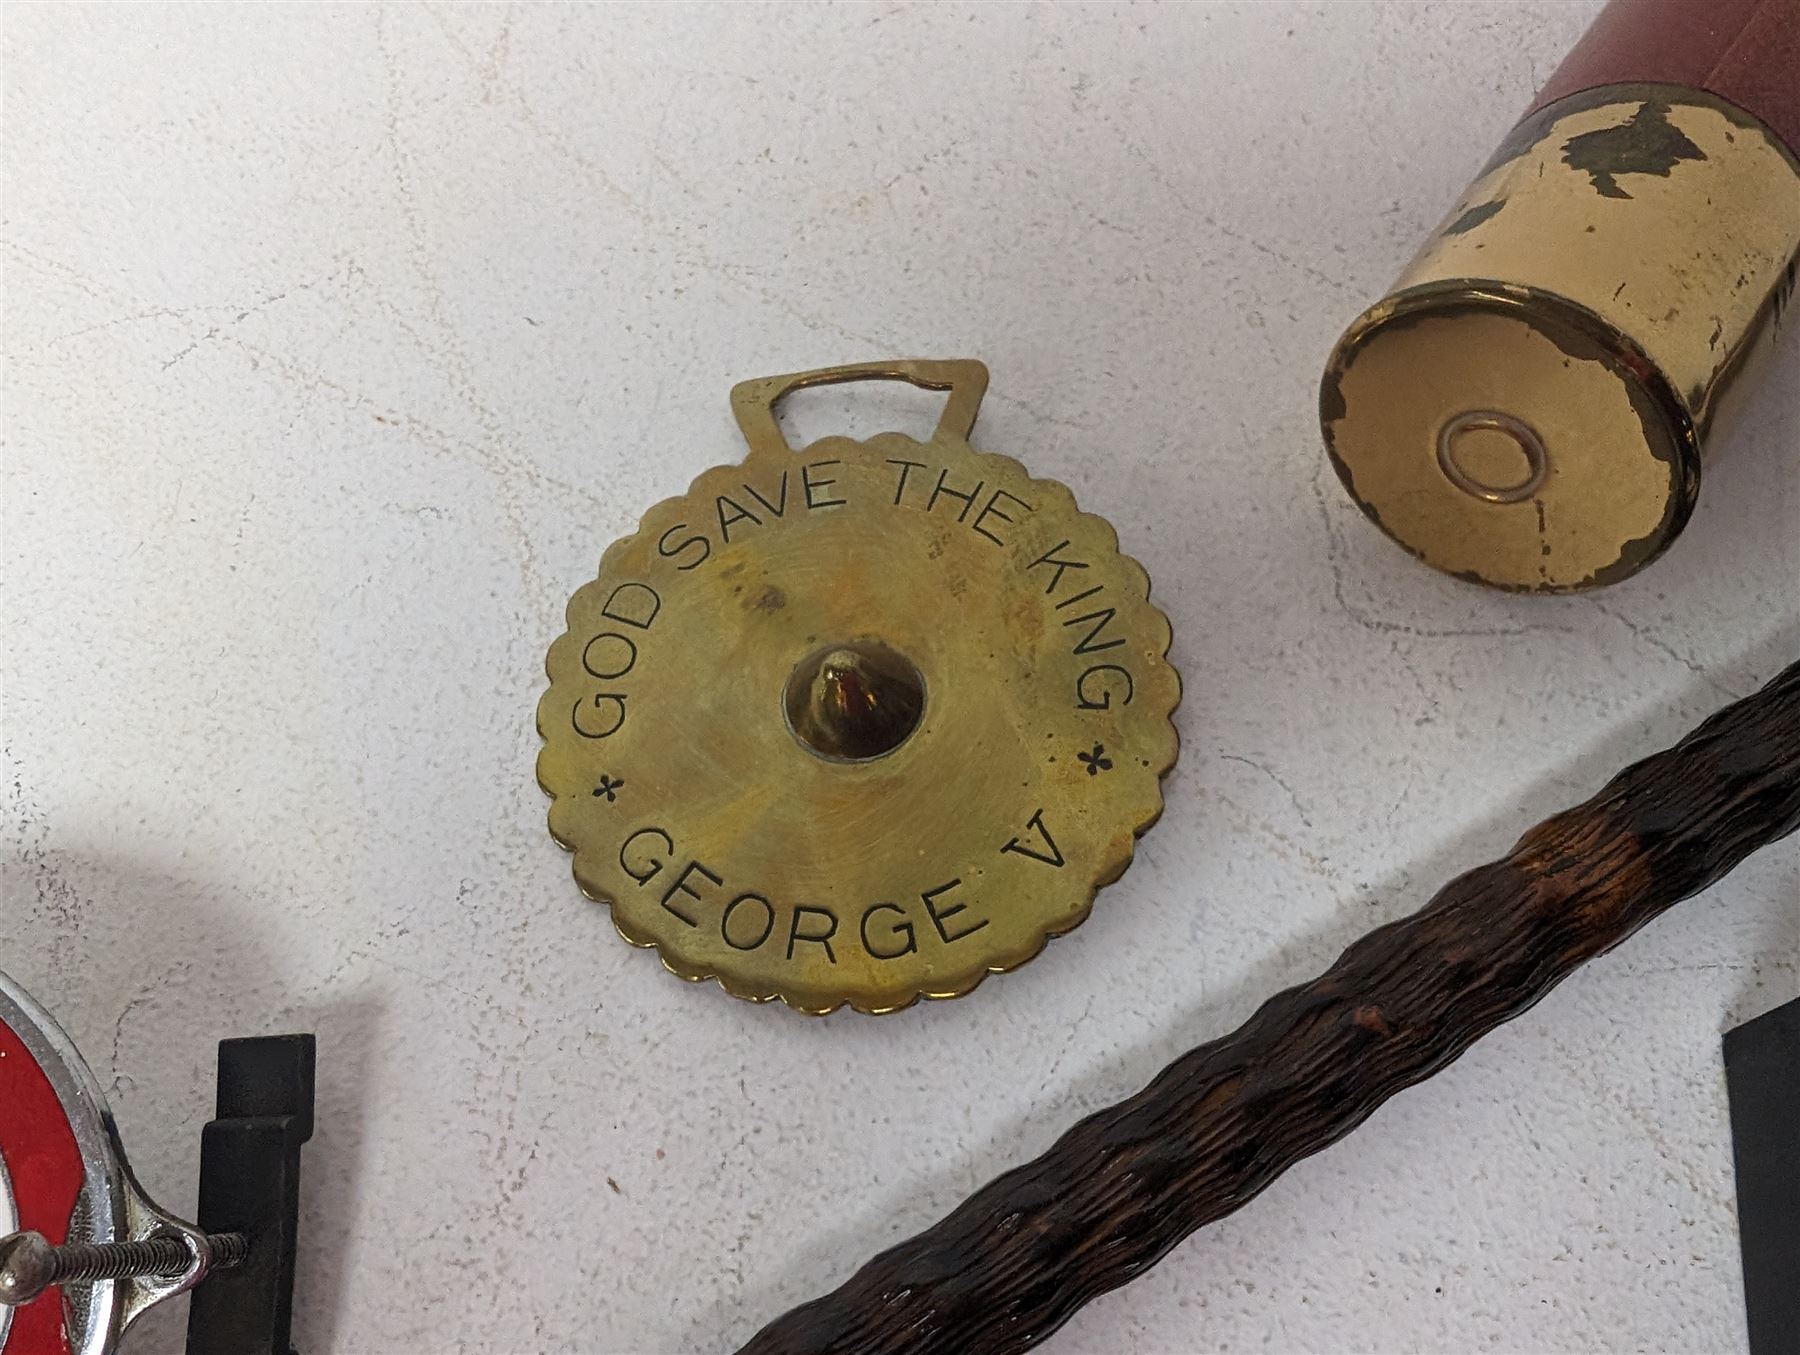 GOD SAVE THE KING
* GEORGE V *